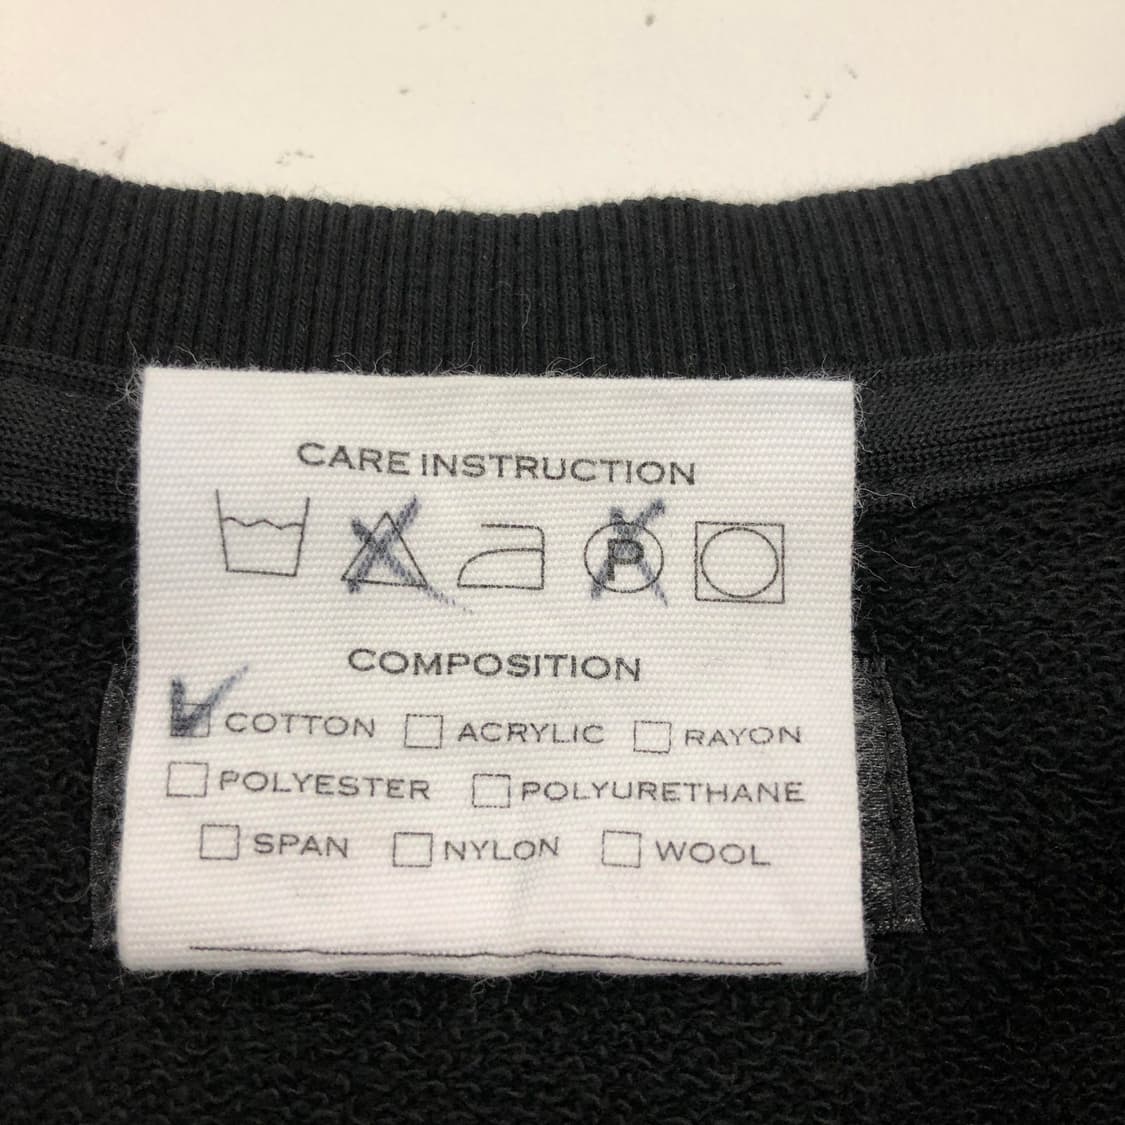 CARE INSTRUCTION
P
COMPOSITION
COTTON ACRYLIC RAYON
POLYESTER POLYURETHANE
SPAN NYLON WOOL